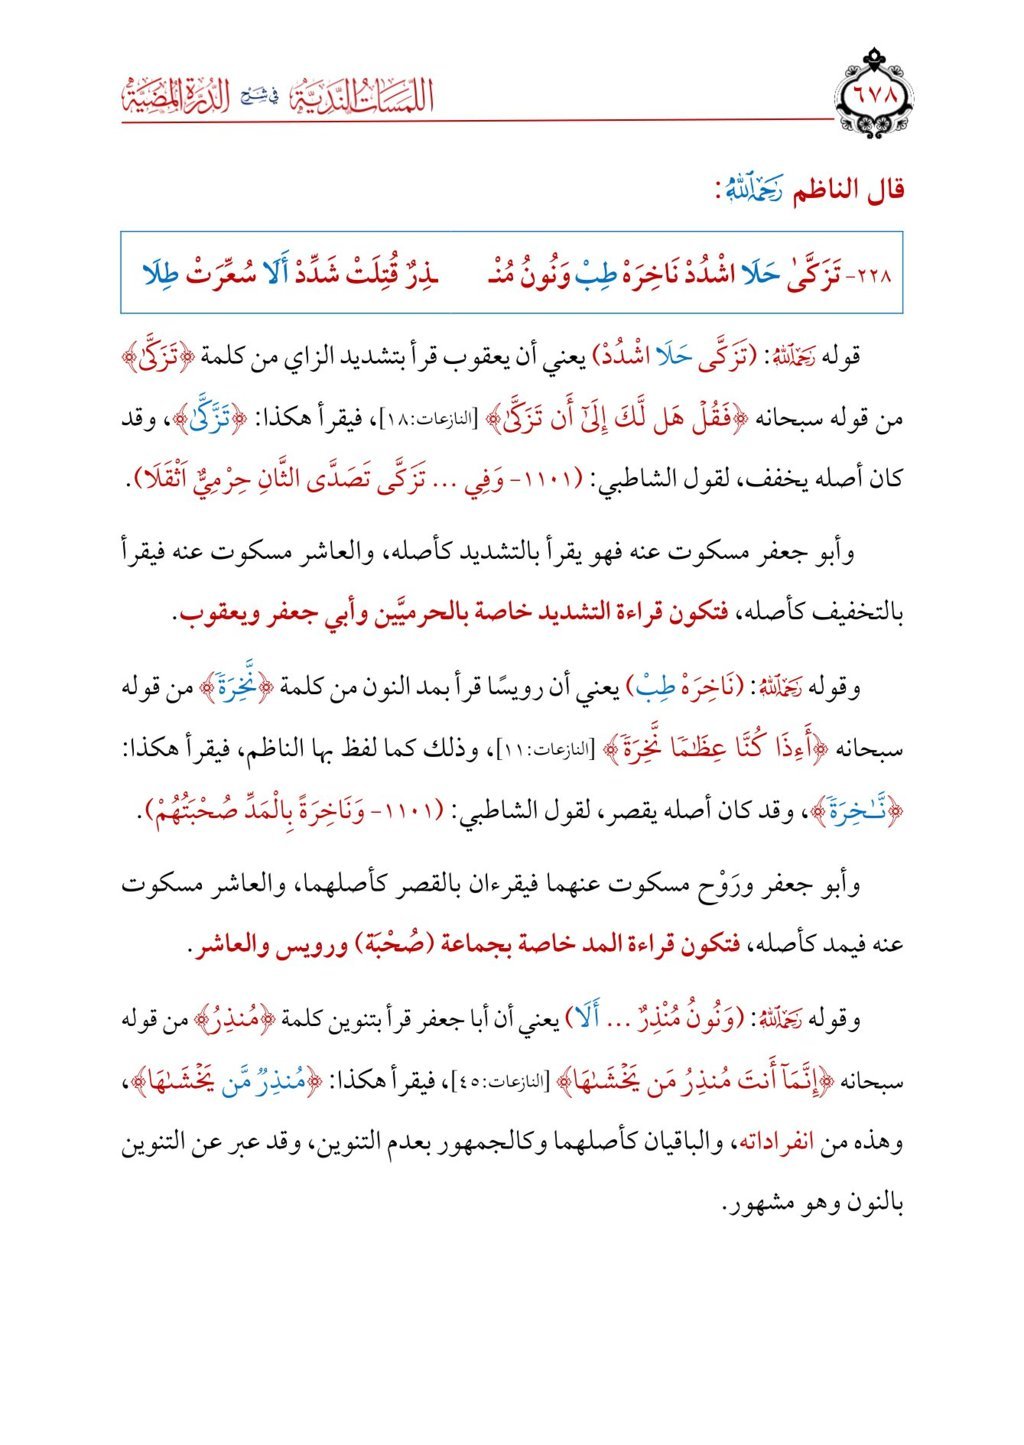 اللمسات الندية في شرح الدرة المضية
٦٧٨
قال الناظم رَحِمَهُ ٱللَّهُ:
٢٢٨- تَزَكَّىٰ حَلَا اشْدُدْ نَاخِرَهْ طِبْ وَنُونُ مُنْـ ـذِرٌ قُتِلَتْ شَدِّدْ أَلَا سُعِّرَتْ طِلَا
قوله رَحِمَهُ ٱللَّهُ: (تَزَكَّى حَلَا اشْدُدْ) يعني أن يعقوب قرأ بتشديد الزاي من كلمة ﴿تَزَكَّىٰ﴾
من قوله سبحانه ﴿فَقُلۡ هَل لَّكَ إِلَىٰٓ أَن تَزَكَّىٰ﴾ [النازعات:١٨]، فيقرأ هكذا: ﴿تَزَّكَّىٰ﴾، وقد
كان أصله يخفف، لقول الشاطبي: (١١٠١- وَفِي ... تَزَكَّى تَصَدَّى الثَّانِ حِرْمِيٌّ اَثْقَلَا).
وأبو جعفر مسكوت عنه فهو يقرأ بالتشديد كأصله، والعاشر مسكوت عنه فيقرأ
بالتخفيف كأصله، فتكون قراءة التشديد خاصة بالحرميَّين وأبي جعفر ويعقوب.
وقوله رَحِمَهُ ٱللَّهُ: (نَاخِرَهْ طِبْ) يعني أن رويسًا قرأ بمد النون من كلمة ﴿نَّخِرَةٗ﴾ من قوله
سبحانه ﴿أَءِذَا كُنَّا عِظَٰمٗا نَّخِرَةٗ﴾ [النازعات:١١]، وذلك كما لفظ بها الناظم، فيقرأ هكذا:
﴿نَّٰخِرَةٗ﴾، وقد كان أصله يقصر، لقول الشاطبي: (١١٠١- وَنَاخِرَةً بِالْمَدِّ صُحْبَتُهُمْ).
وأبو جعفر ورَوْح مسكوت عنهما فيقرءان بالقصر كأصلهما، والعاشر مسكوت
عنه فيمد كأصله، فتكون قراءة المد خاصة بجماعة (صُحْبَة) ورويس والعاشر.
وقوله رَحِمَهُ ٱللَّهُ: (وَنُونُ مُنْذِرٌ ... أَلَا) يعني أن أبا جعفر قرأ بتنوين كلمة ﴿مُنذِرُ﴾ من قوله
سبحانه ﴿إِنَّمَآ أَنتَ مُنذِرُ مَن يَخۡشَىٰهَا﴾ [النازعات:٤٥]، فيقرأ هكذا: ﴿مُنذِرٞ مَّن يَخۡشَىٰهَا﴾،
وهذه من انفراداته، والباقيان كأصلهما وكالجمهور بعدم التنوين، وقد عبر عن التنوين
بالنون وهو مشهور.